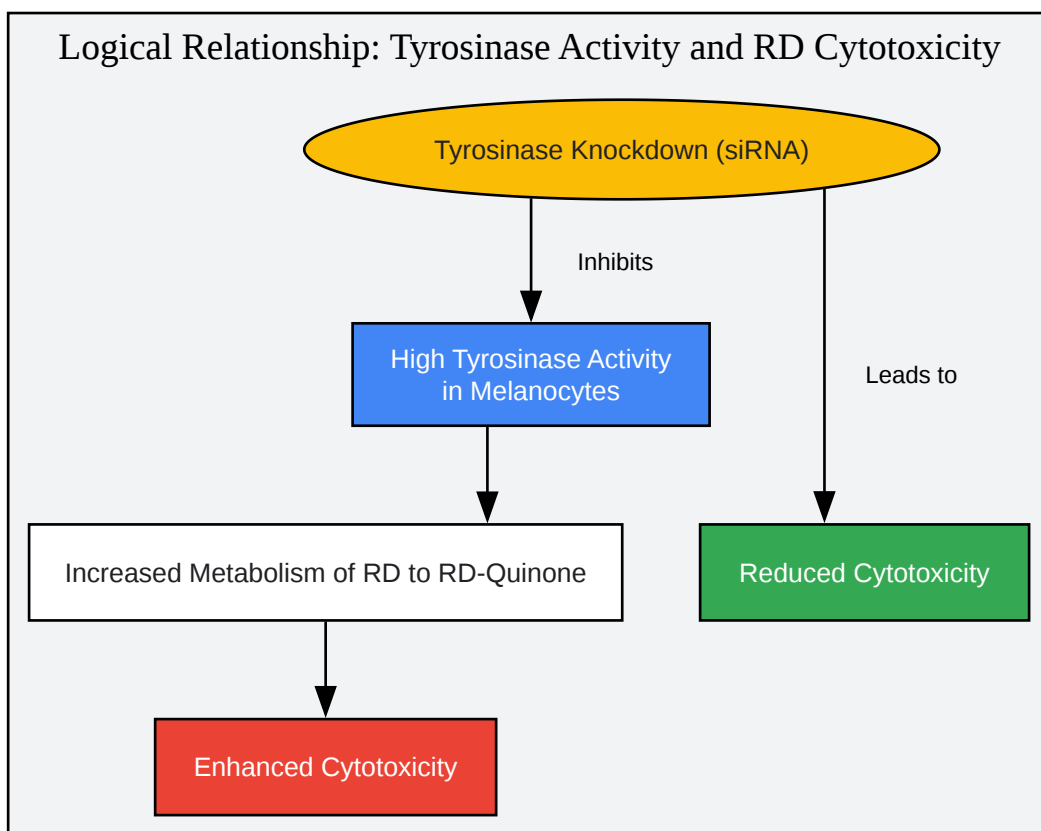 Logical Relationship: Tyrosinase Activity and RD Cytotoxicity
Tyrosinase Knockdown (siRNA)
Inhibits
High Tyrosinase Activity
in Melanocytes
Leads to
Increased Metabolism of RD to RD-Quinone
Reduced Cytotoxicity
Enhanced Cytotoxicity